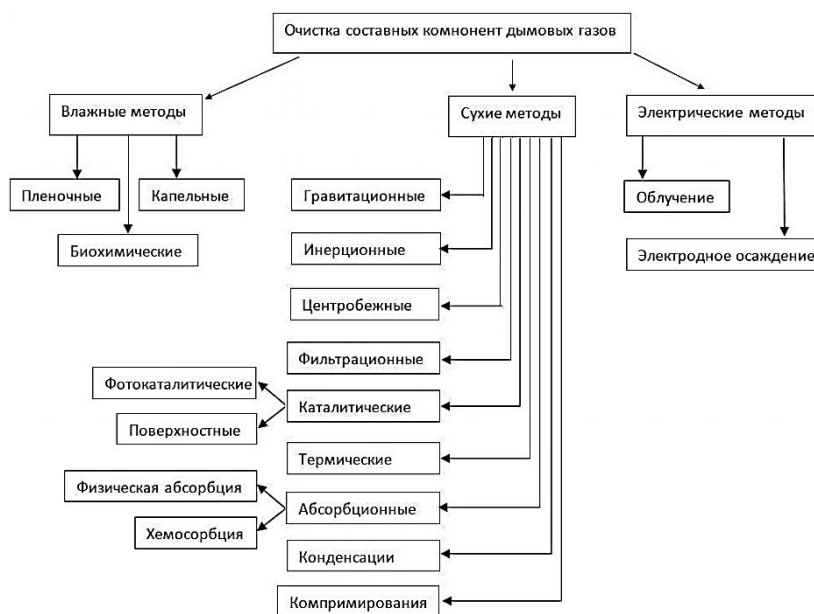 Очистка составных комнонент дымовых газов
Влажные методы
Сухие методы
Электрические методы
Пленочные
Капельные
Биохимические
Гравитационные
Инерционные
Центробежные
Фильтрационные
Каталитические
Фотокаталитические
Поверхностные
Термические
Абсорбционные
Физическая абсорбция
Хемосорбция
Конденсации
Компримирования
Облучение
Электродное осаждение